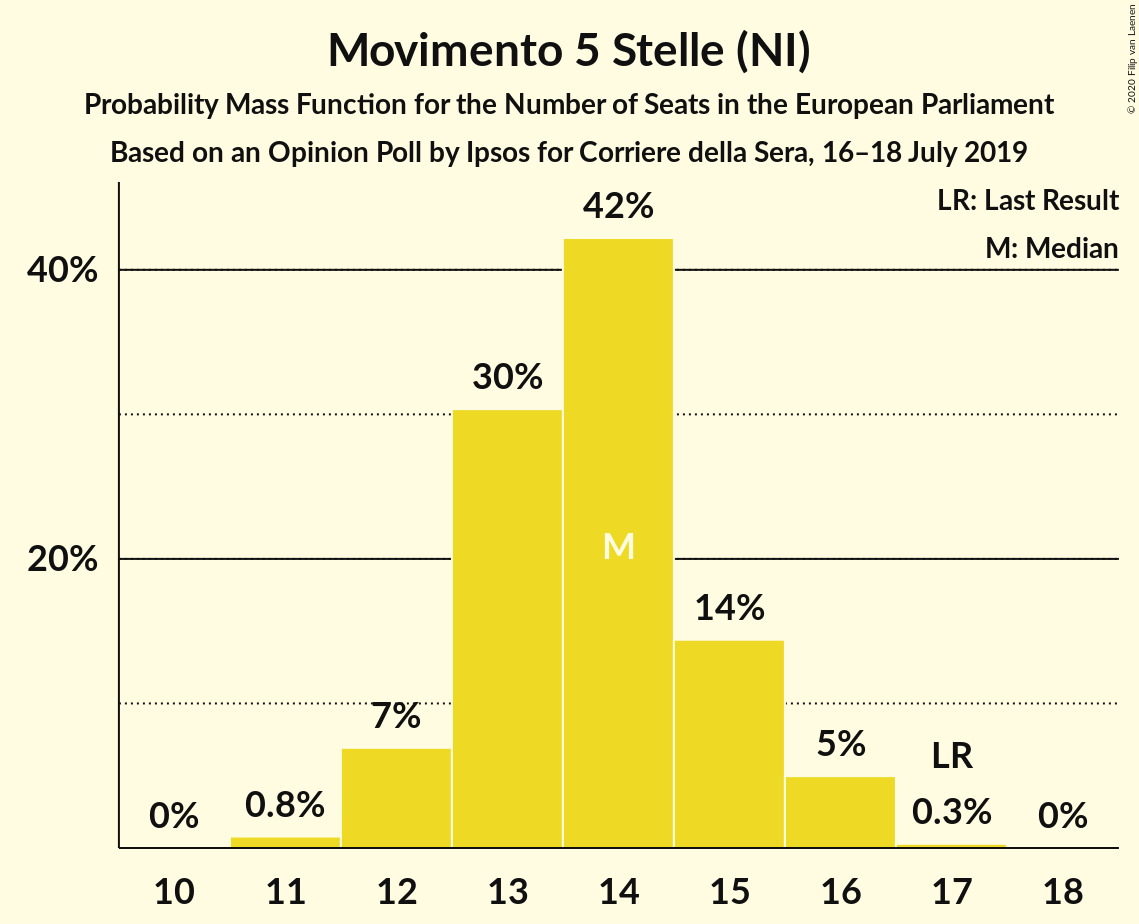 Movimento 5 Stelle (NI)
Probability Mass Function for the Number of Seats in the European Parliament
Based on an Opinion Poll by Ipsos for Corriere della Sera, 16–18 July 2019
© 2020 Filip van Laenen
LR: Last Result
M: Median
40%
20%
0%
0.8%
7%
30%
42%
M
14%
5%
LR
0.3%
0%
10 11 12 13 14 15 16 17 18